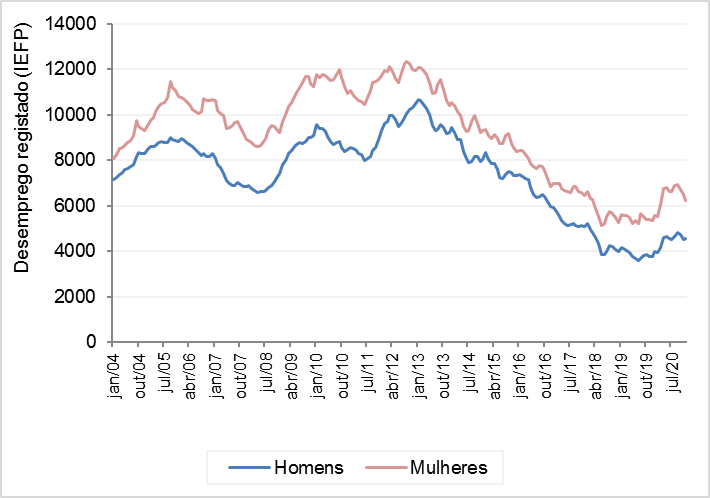 Desemprego registado (IEFP)
14000
12000
10000
8000
6000
4000
2000
0
jan/04
out/04
jul/05
abr/06
jan/07
out/07
jul/08
abr/09
jan/10
out/10
jul/11
abr/12
jan/13
out/13
jul/14
abr/15
jan/16
out/16
jul/17
abr/18
jan/19
out/19
jul/20
Homens
Mulheres